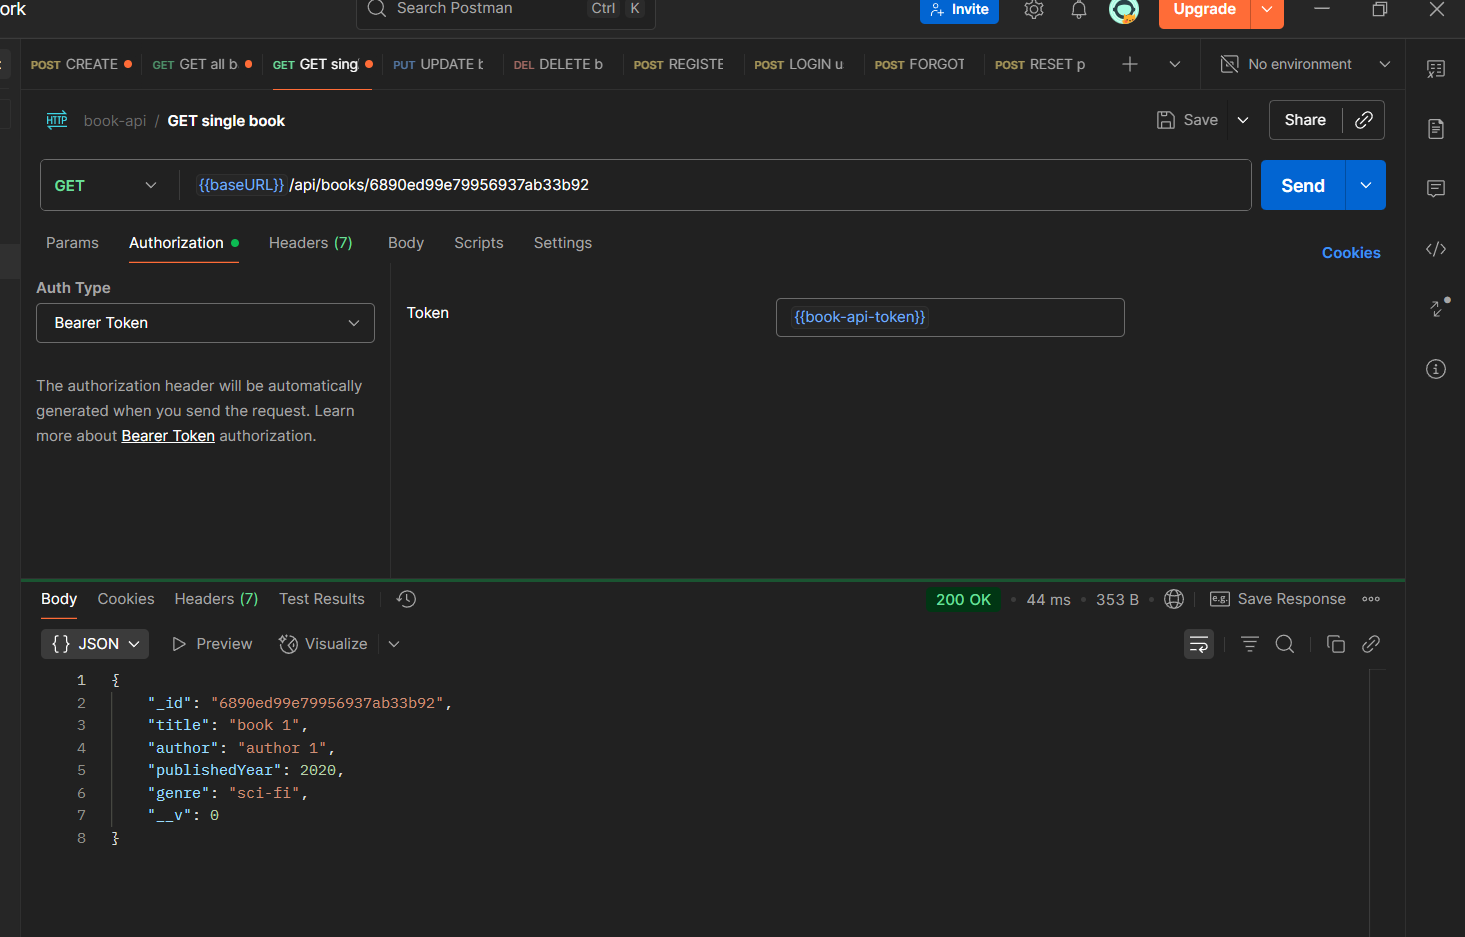 ork
Search Postman Ctrl K Invite Upgrade
POST CREATE GET GET all b GET GET sing PUT UPDATE b DEL DELETE b POST REGISTE POST LOGIN u POST FORGOT POST RESET p No environment
HTTP book-api / GET single book Save Share
GET {{baseURL}} /api/books/6890ed99e79956937ab33b92 Send
Params Authorization Headers (7) Body Scripts Settings
Cookies
Auth Type
Bearer Token
Token {{book-api-token}}
The authorization header will be automatically
generated when you send the request. Learn
more about Bearer Token authorization.
Body Cookies Headers (7) Test Results 200 OK 44 ms 353 B e.g. Save Response
{} JSON Preview Visualize
1 {
2 "_id": "6890ed99e79956937ab33b92",
3 "title": "book 1",
4 "author": "author 1",
5 "publishedYear": 2020,
6 "genre": "sci-fi",
7 "__v": 0
8 }